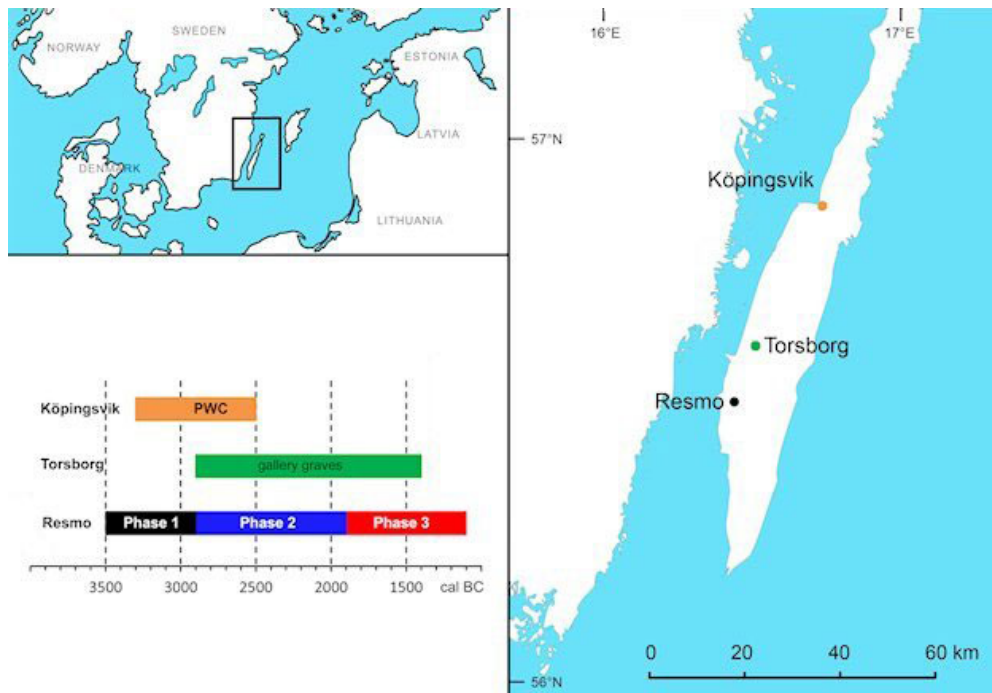 NORWAY
SWEDEN
ESTONIA
LATVIA
DENMARK
LITHUANIA
16°E
17°E
57°N
Köpingsvik
Torsborg
Resmo
0 20 40 60 km
56°N
Köpingsvik PWC
Torsborg gallery graves
Resmo Phase 1 Phase 2 Phase 3
3500 3000 2500 2000 1500 cal BC